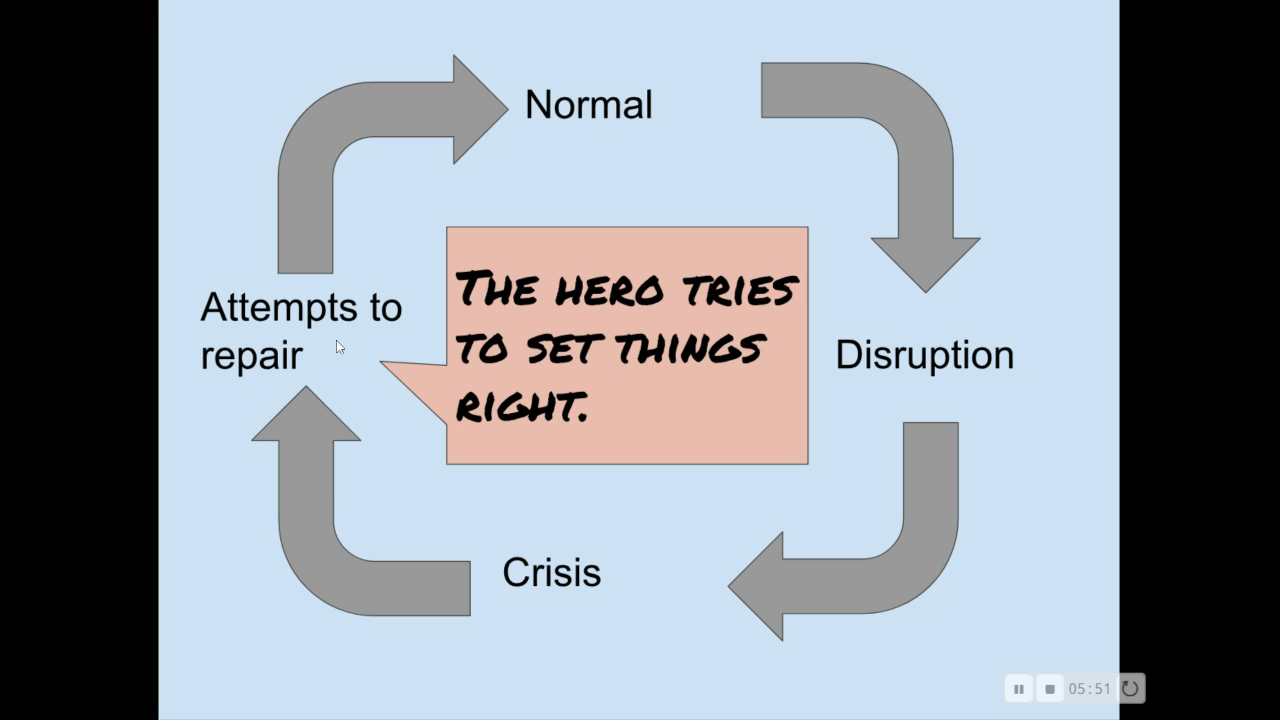 Normal
THE HERO TRIES
TO SET THINGS
RIGHT.
Attempts to
repair
Disruption
Crisis
05:51